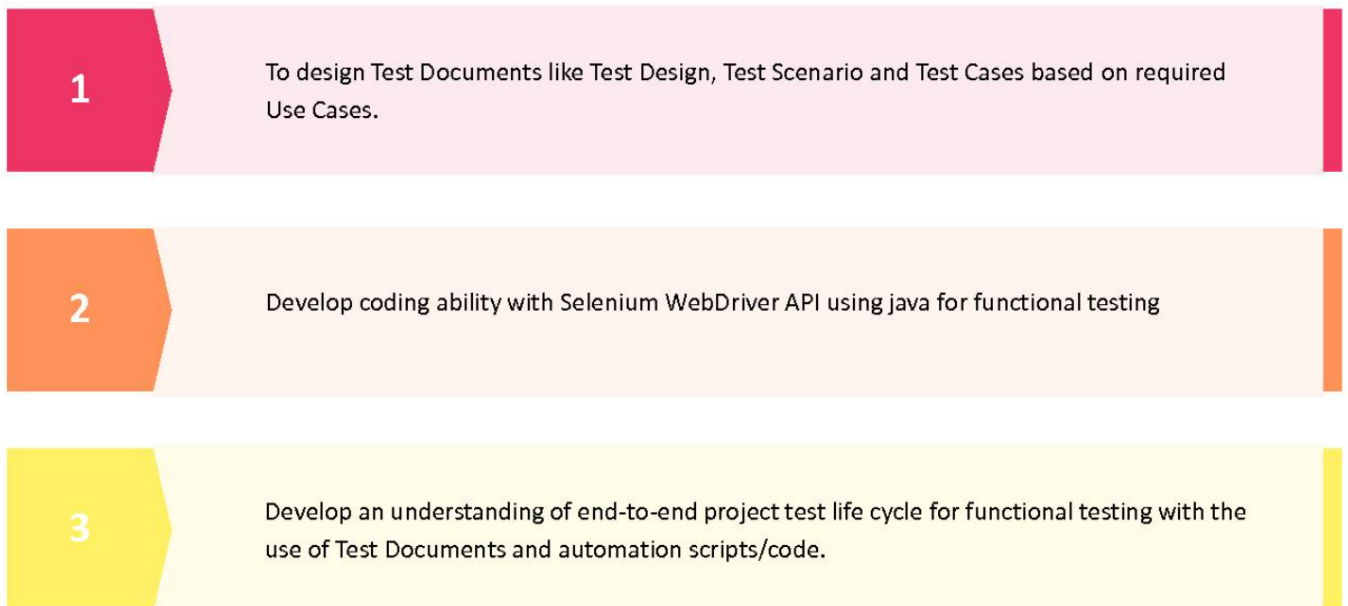 1
To design Test Documents like Test Design, Test Scenario and Test Cases based on required
Use Cases.
2
Develop coding ability with Selenium WebDriver API using java for functional testing
3
Develop an understanding of end-to-end project test life cycle for functional testing with the
use of Test Documents and automation scripts/code.